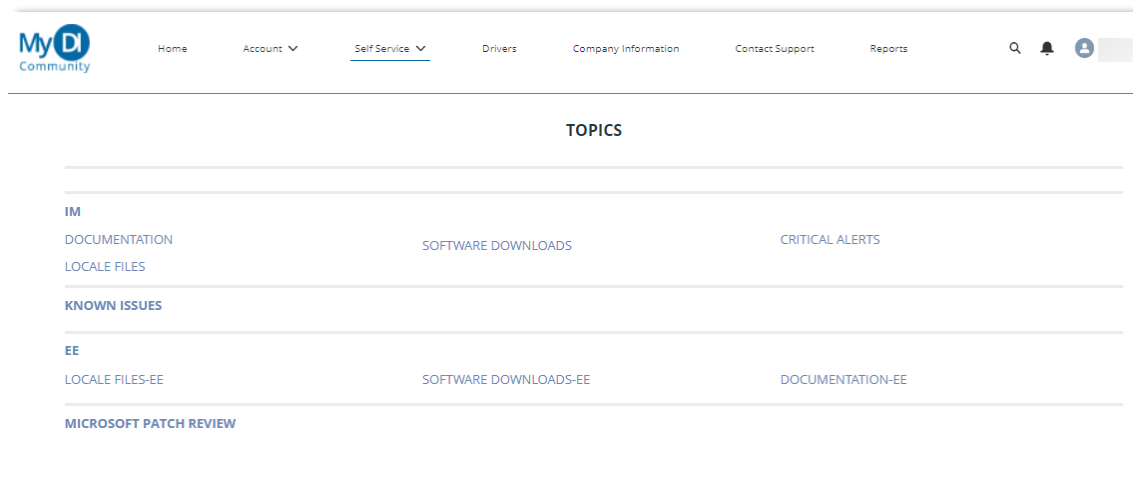 My DI
Community
Home Account Self Service Drivers Company Information Contact Support Reports
TOPICS
IM
DOCUMENTATION SOFTWARE DOWNLOADS CRITICAL ALERTS
LOCALE FILES
KNOWN ISSUES
EE
LOCALE FILES-EE SOFTWARE DOWNLOADS-EE DOCUMENTATION-EE
MICROSOFT PATCH REVIEW